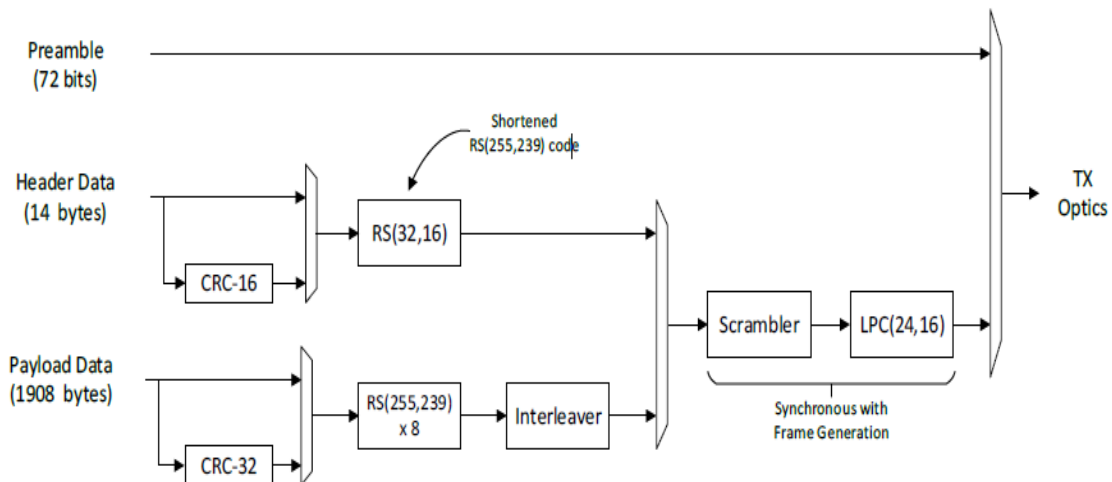 Preamble
(72 bits)
Shortened
RS(255,239) code
Header Data
(14 bytes)
RS(32,16)
CRC-16
TX
Optics
Scrambler
LPC(24,16)
Payload Data
(1908 bytes)
RS(255,239)
x 8
Interleaver
CRC-32
Synchronous with
Frame Generation